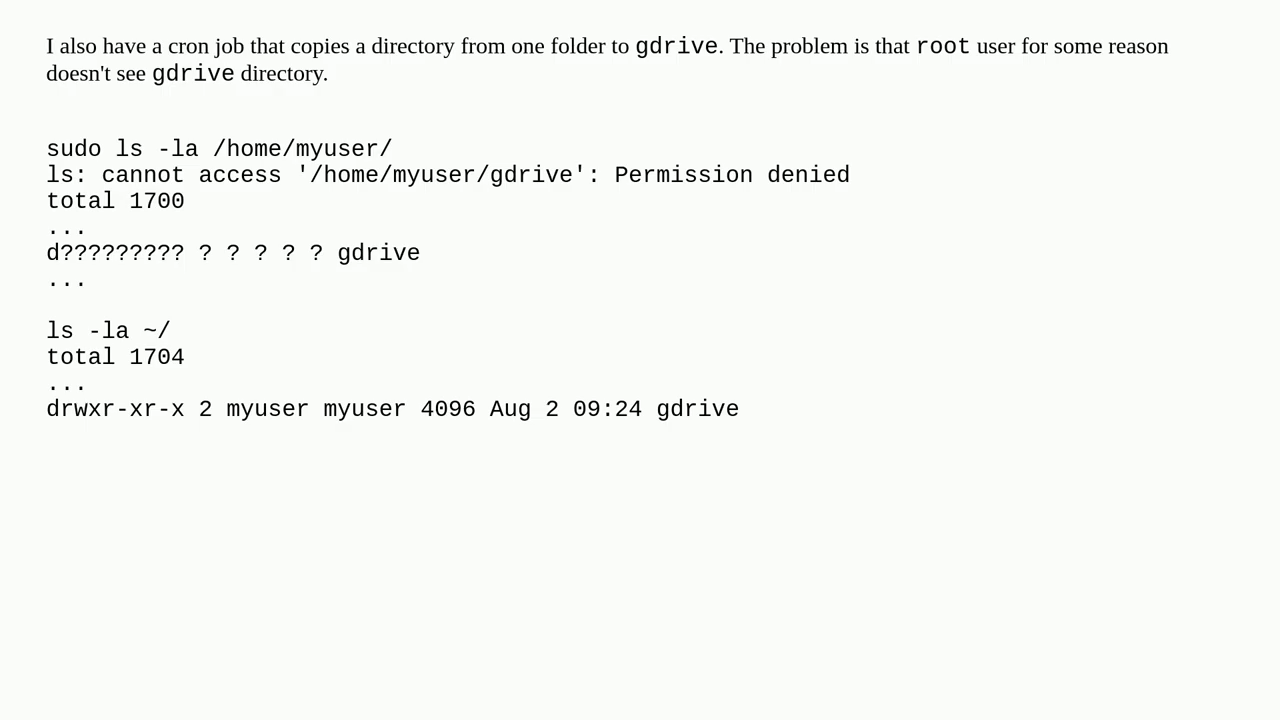 I also have a cron job that copies a directory from one folder to gdrive. The problem is that root user for some reason
doesn't see gdrive directory.
sudo ls -la /home/myuser/
ls: cannot access '/home/myuser/gdrive': Permission denied
total 1700
...
d????????? ? ? ? ? ? gdrive
...
ls -la ~/
total 1704
...
drwxr-xr-x 2 myuser myuser 4096 Aug 2 09:24 gdrive